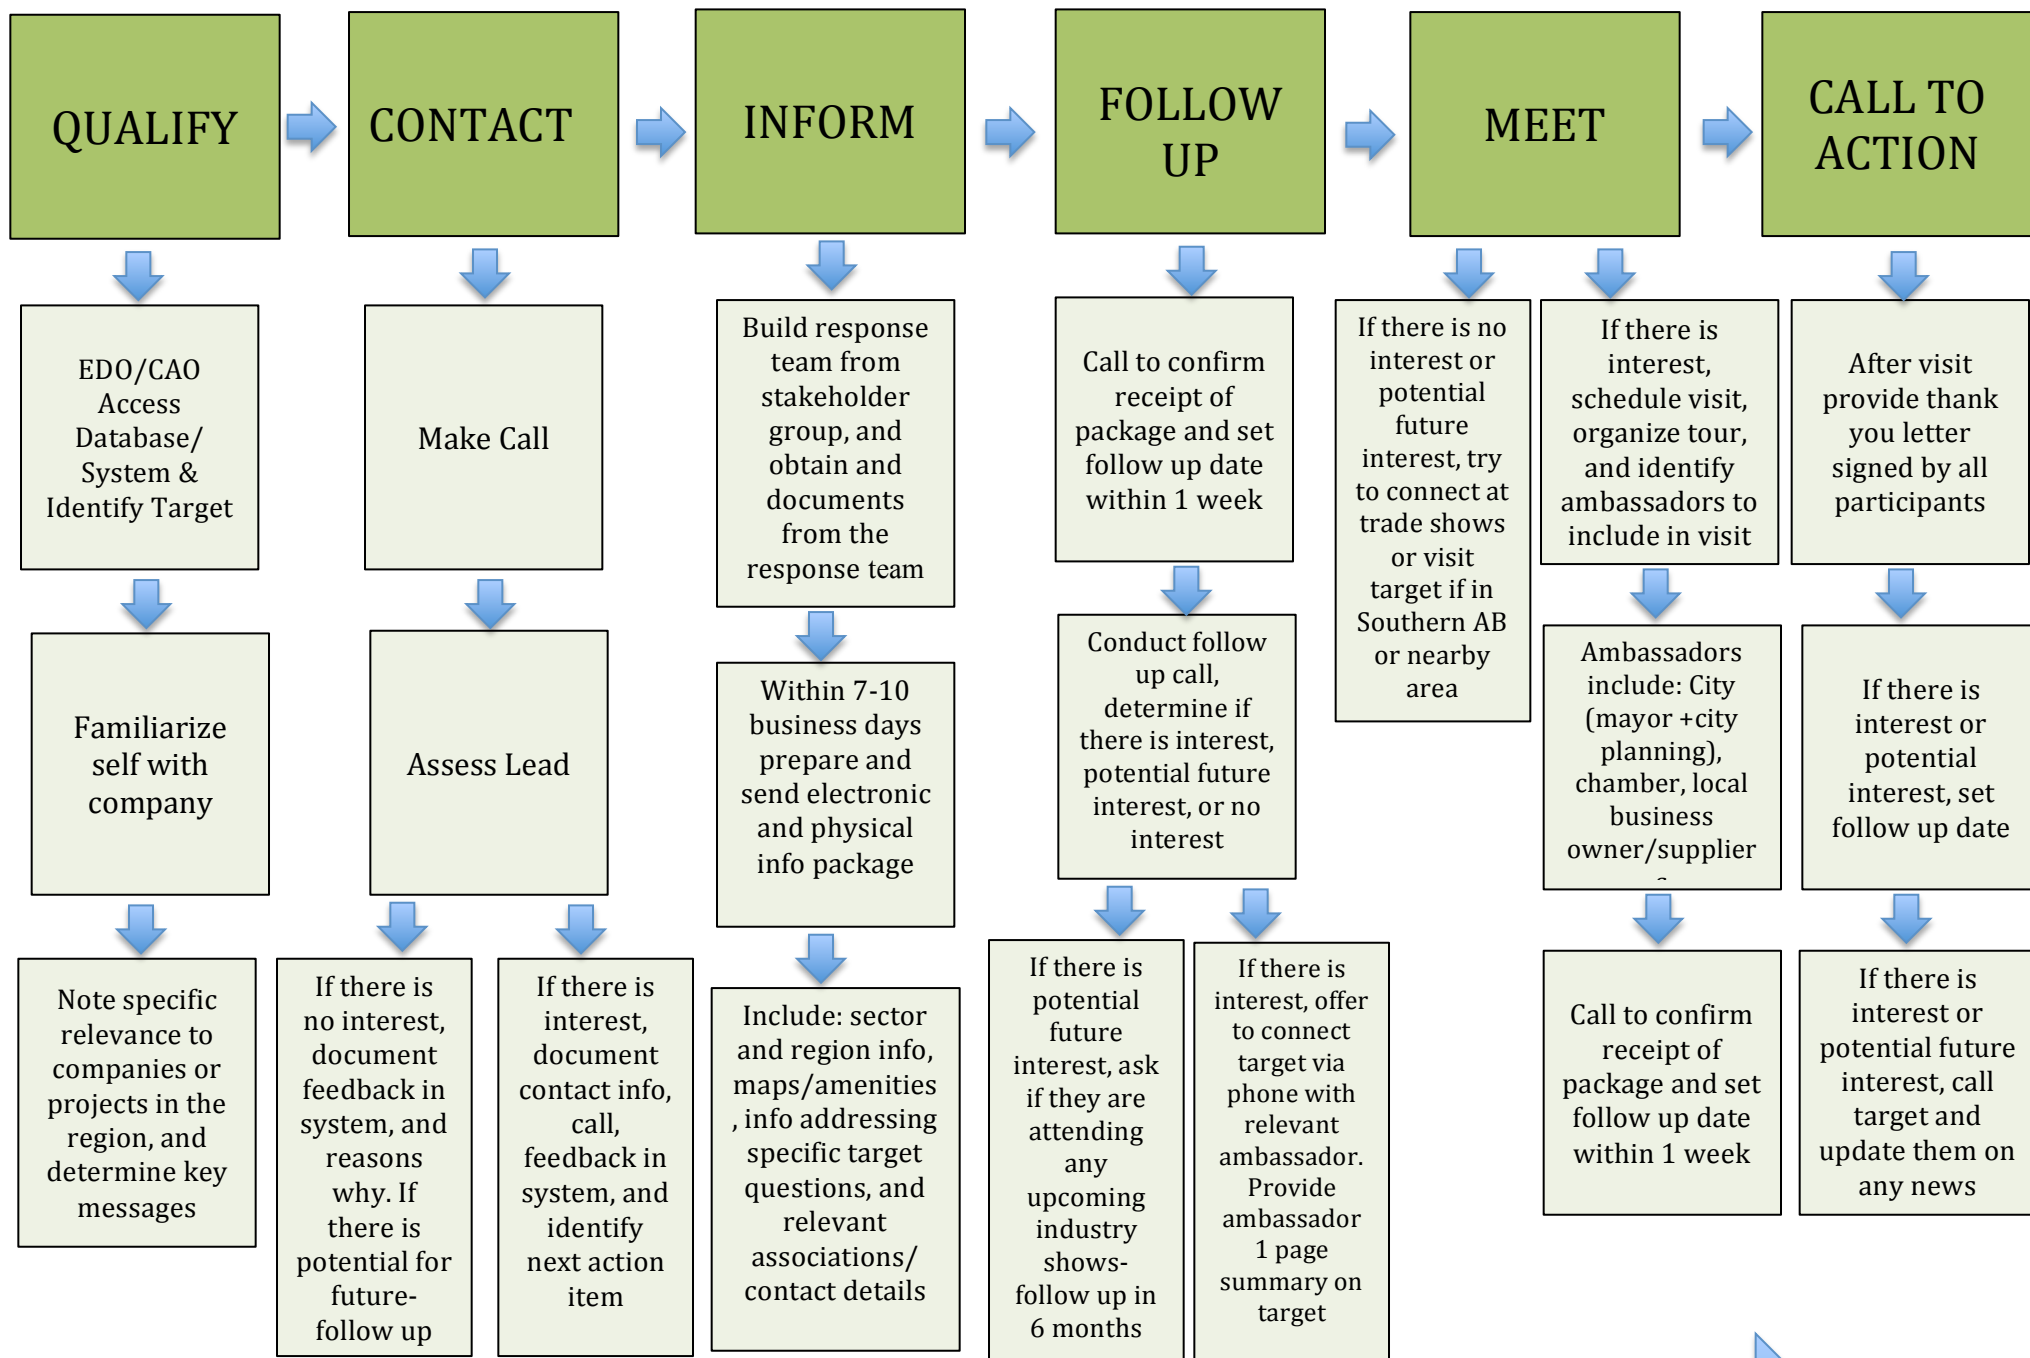 QUALIFY
CONTACT
INFORM
FOLLOW
UP
MEET
CALL TO
ACTION
EDO/CAO
Access
Database/
System &
Identify Target
Familiarize
self with
company
Note specific
relevance to
companies or
projects in the
region, and
determine key
messages
Make Call
Assess Lead
If there is
no interest,
document
feedback in
system, and
reasons
why. If
there is
potential for
future-
follow up
If there is
interest,
document
contact info,
call,
feedback in
system, and
identify
next action
item
Build response
team from
stakeholder
group, and
obtain and
documents
from the
response team
Within 7-10
business days
prepare and
send electronic
and physical
info package
Include: sector
and region info,
maps/amenities
, info addressing
specific target
questions, and
relevant
associations/
contact details
Call to confirm
receipt of
package and set
follow up date
within 1 week
Conduct follow
up call,
determine if
there is interest,
potential future
interest, or no
interest
If there is
potential
future
interest, ask
if they are
attending
any
upcoming
industry
shows-
follow up in
6 months
If there is
interest, offer
to connect
target via
phone with
relevant
ambassador.
Provide
ambassador
1 page
summary on
target
If there is no
interest or
potential
future
interest, try
to connect at
trade shows
or visit
target if in
Southern AB
or nearby
area
If there is
interest,
schedule visit,
organize tour,
and identify
ambassadors to
include in visit
Ambassadors
include: City
(mayor +city
planning),
chamber, local
business
owner/supplier
Call to confirm
receipt of
package and set
follow up date
within 1 week
After visit
provide thank
you letter
signed by all
participants
If there is
interest or
potential
interest, set
follow up date
If there is
interest or
potential future
interest, call
target and
update them on
any news